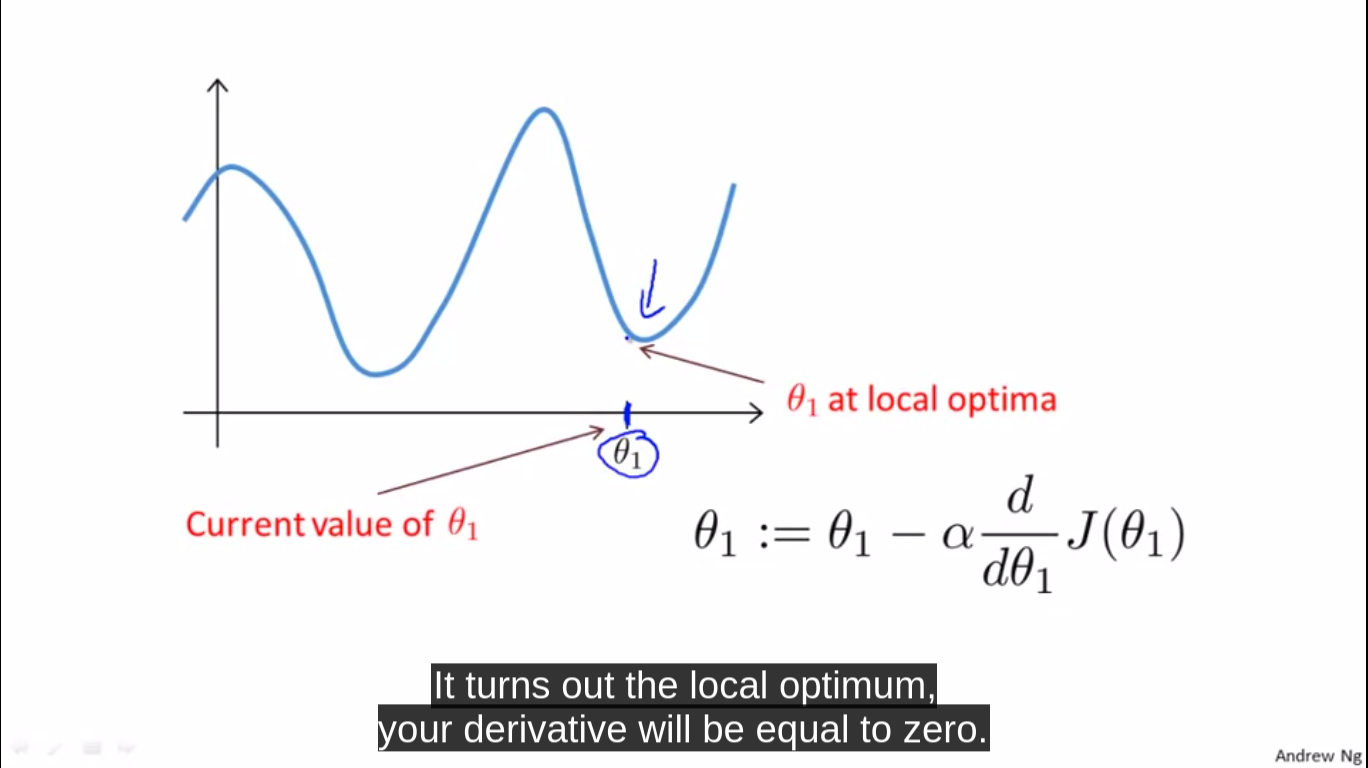 θ₁ at local optima
θ₁
Current value of θ₁
θ₁ := θ₁ − α d/dθ₁ J(θ₁)
It turns out the local optimum,
your derivative will be equal to zero.
Andrew Ng